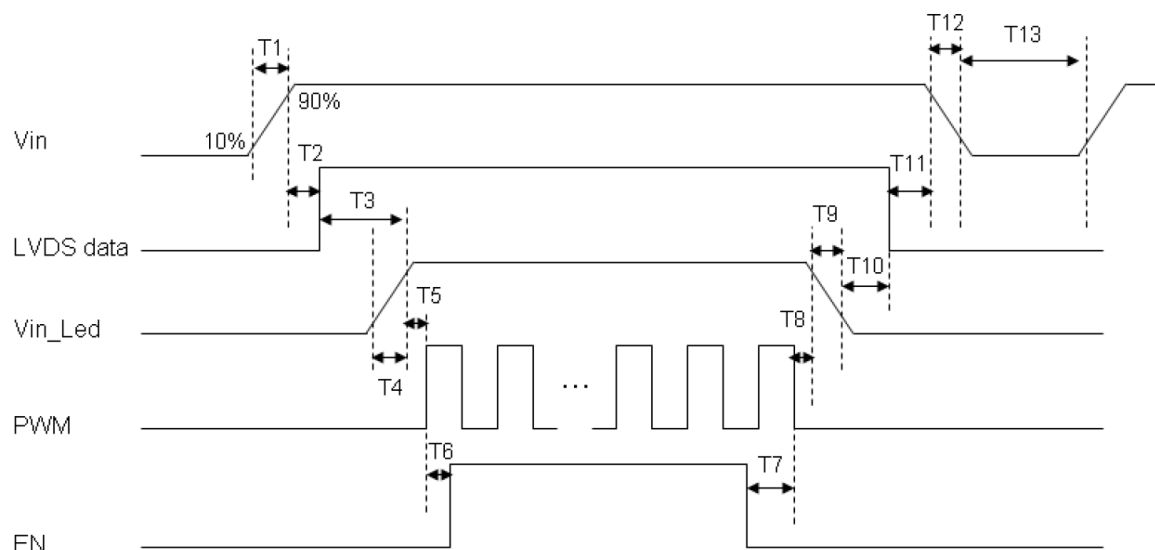 T1
T12
T13
90%
10%
Vin
T2
T11
T3
T9
LVDS data
T10
T5
Vin_Led
T8
T4
...
PWM
T6
T7
EN